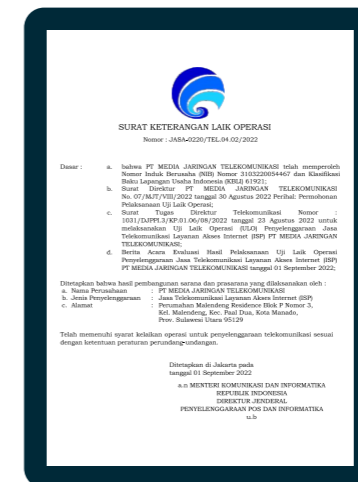 SURAT KETERANGAN LAIK OPERASI
Nomor : JASA-0220/TEL.04.02/2022
Dasar : a. bahwa PT MEDIA JARINGAN TELEKOMUNIKASI telah memperoleh
Nomor Induk Berusaha (NIB) Nomor 3103220054467 dan Klasifikasi
Baku Lapangan Usaha Indonesia (KBLI) 61921;
b. Surat Direktur PT MEDIA JARINGAN TELEKOMUNIKASI
No. 07/MJT/VIII/2022 tanggal 30 Agustus 2022 Perihal: Permohonan
Pelaksanaan Uji Laik Operasi;
c. Surat Tugas Direktur Telekomunikasi Nomor :
1031/DJPPI.3/KP.01.06/08/2022 tanggal 23 Agustus 2022 untuk
melaksanakan Uji Laik Operasi (ULO) Penyelenggaraan Jasa
Telekomunikasi Layanan Akses Internet (ISP) PT MEDIA JARINGAN
TELEKOMUNIKASI;
d. Berita Acara Evaluasi Hasil Pelaksanaan Uji Laik Operasi
Penyelenggaraan Jasa Telekomunikasi Layanan Akses Internet (ISP)
PT MEDIA JARINGAN TELEKOMUNIKASI tanggal 01 September 2022;
Ditetapkan bahwa hasil pembangunan sarana dan prasarana yang dilaksanakan oleh :
a. Nama Perusahaan : PT MEDIA JARINGAN TELEKOMUNIKASI
b. Jenis Penyelenggaraan : Jasa Telekomunikasi Layanan Akses Internet (ISP)
c. Alamat : Perumahan Malendeng Residence Blok P Nomor 3,
Kel. Malendeng, Kec. Paal Dua, Kota Manado,
Prov. Sulawesi Utara 95129
Telah memenuhi syarat kelaikan operasi untuk penyelenggaraan telekomunikasi sesuai
dengan ketentuan peraturan perundang-undangan.
Ditetapkan di Jakarta pada
tanggal 01 September 2022
a.n MENTERI KOMUNIKASI DAN INFORMATIKA
REPUBLIK INDONESIA
DIREKTUR JENDERAL
PENYELENGGARAAN POS DAN INFORMATIKA
u.b